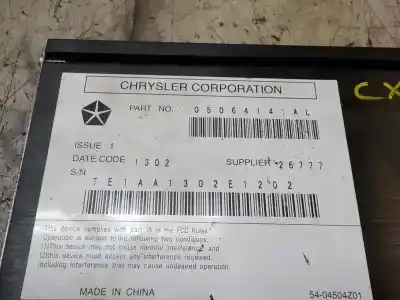 CHRYSLER CORPORATION
PART NO. 05064141AL
ISSUE 1
DATE CODE 1302 SUPPLIER 26777
S/N
TE1AA1302E1202
This device complies with part 15 of the FCC Rules
Operation is subject to the following two conditions.
(1)This device may not cause harmful interference, and
(2)this device must accept any interference received,
including interference that may cause undesired operation.
MADE IN CHINA 54-04504Z01
CX